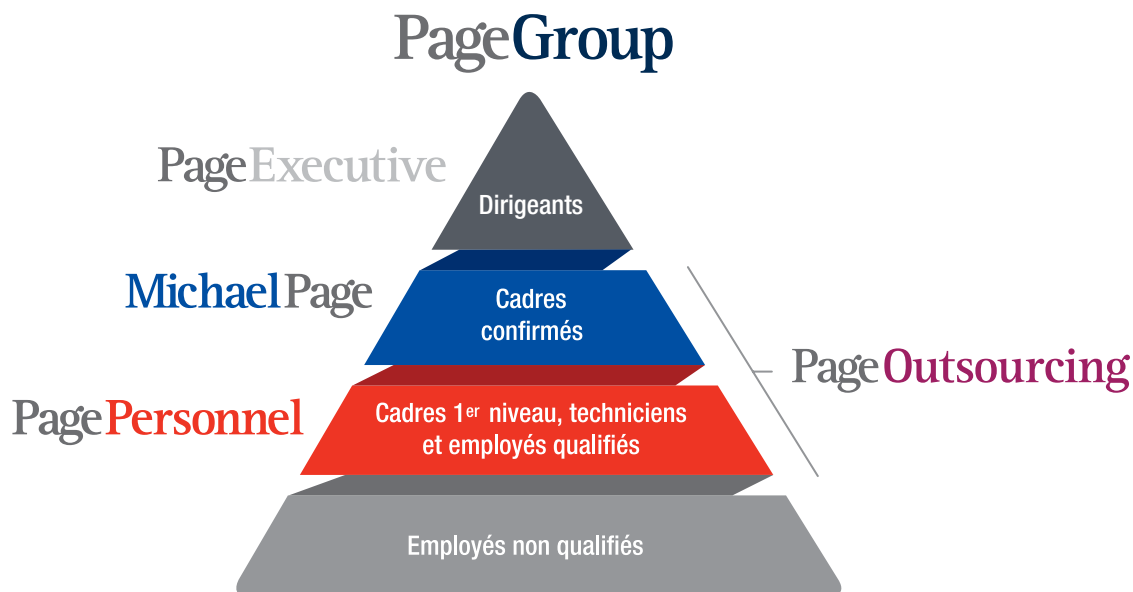 PageGroup
PageExecutive
Dirigeants
MichaelPage
Cadres
confirmés
PageOutsourcing
PagePersonnel
Cadres 1er niveau, techniciens
et employés qualifiés
Employés non qualifiés